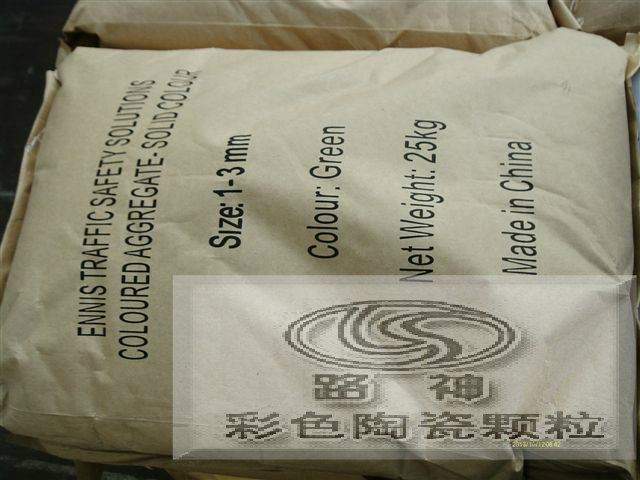 ENNIS TRAFFIC SAFETY SOLUTIONS
COLOURED AGGREGATE- SOLID COLOUR
Size: 1-3 mm
Colour: Green
Net Weight: 25kg
Made in China
路 神
彩色陶瓷颗粒